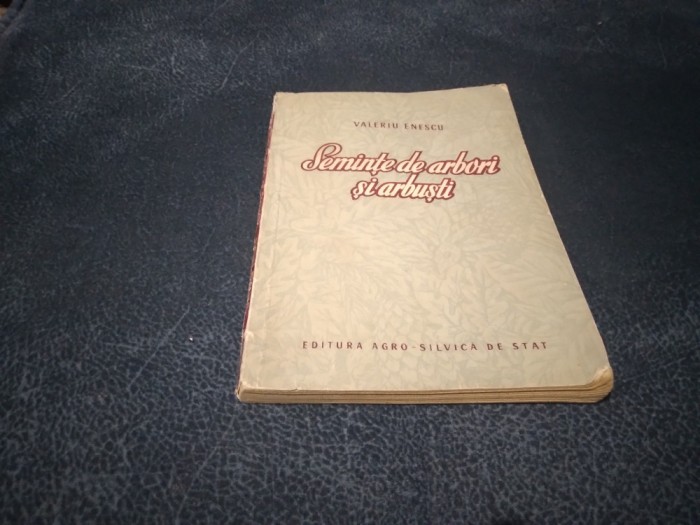 VALERIU ENESCU
Semințe de arbori
și arbuști
EDITURA AGRO-SILVICA DE STAT